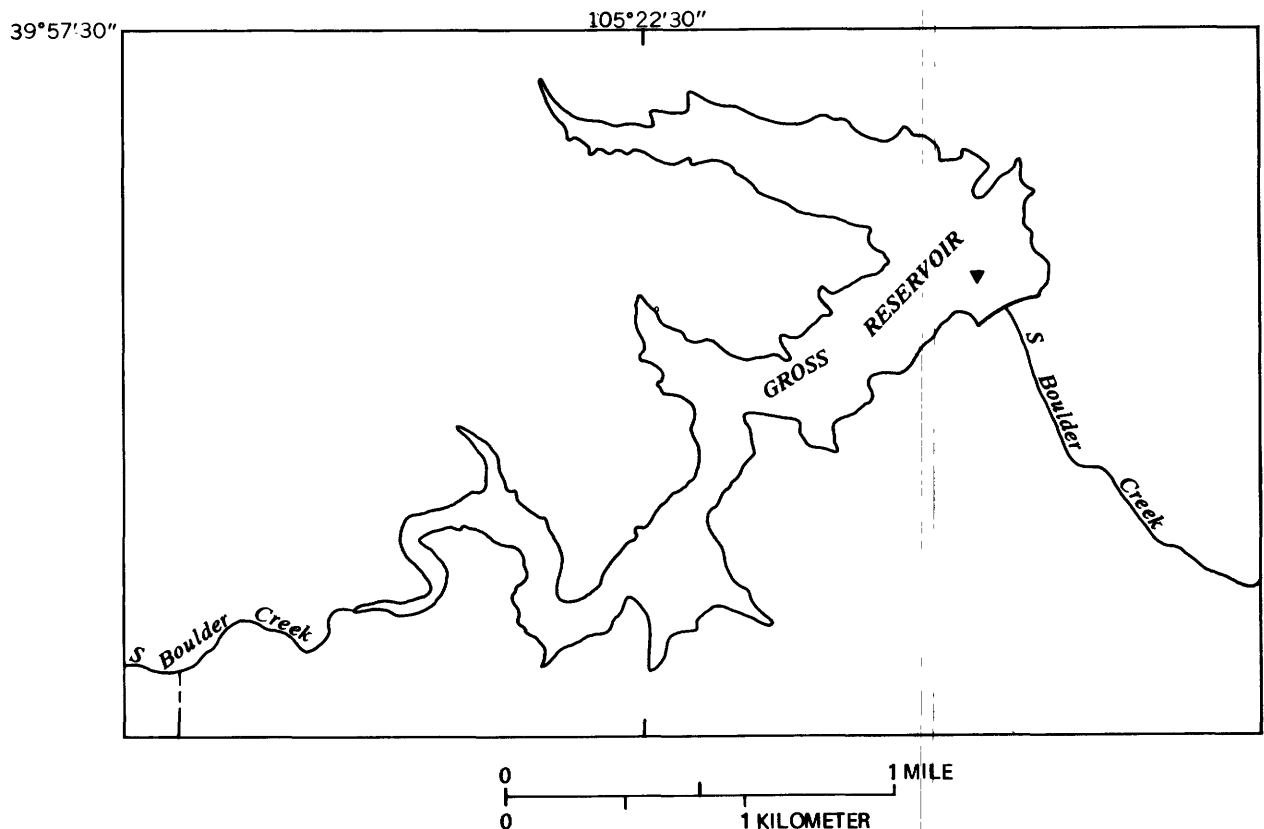 105°22'30"
39°57'30"
GROSS RESERVOIR
S Boulder Creek
S Boulder Creek
0 1 MILE
0 1 KILOMETER